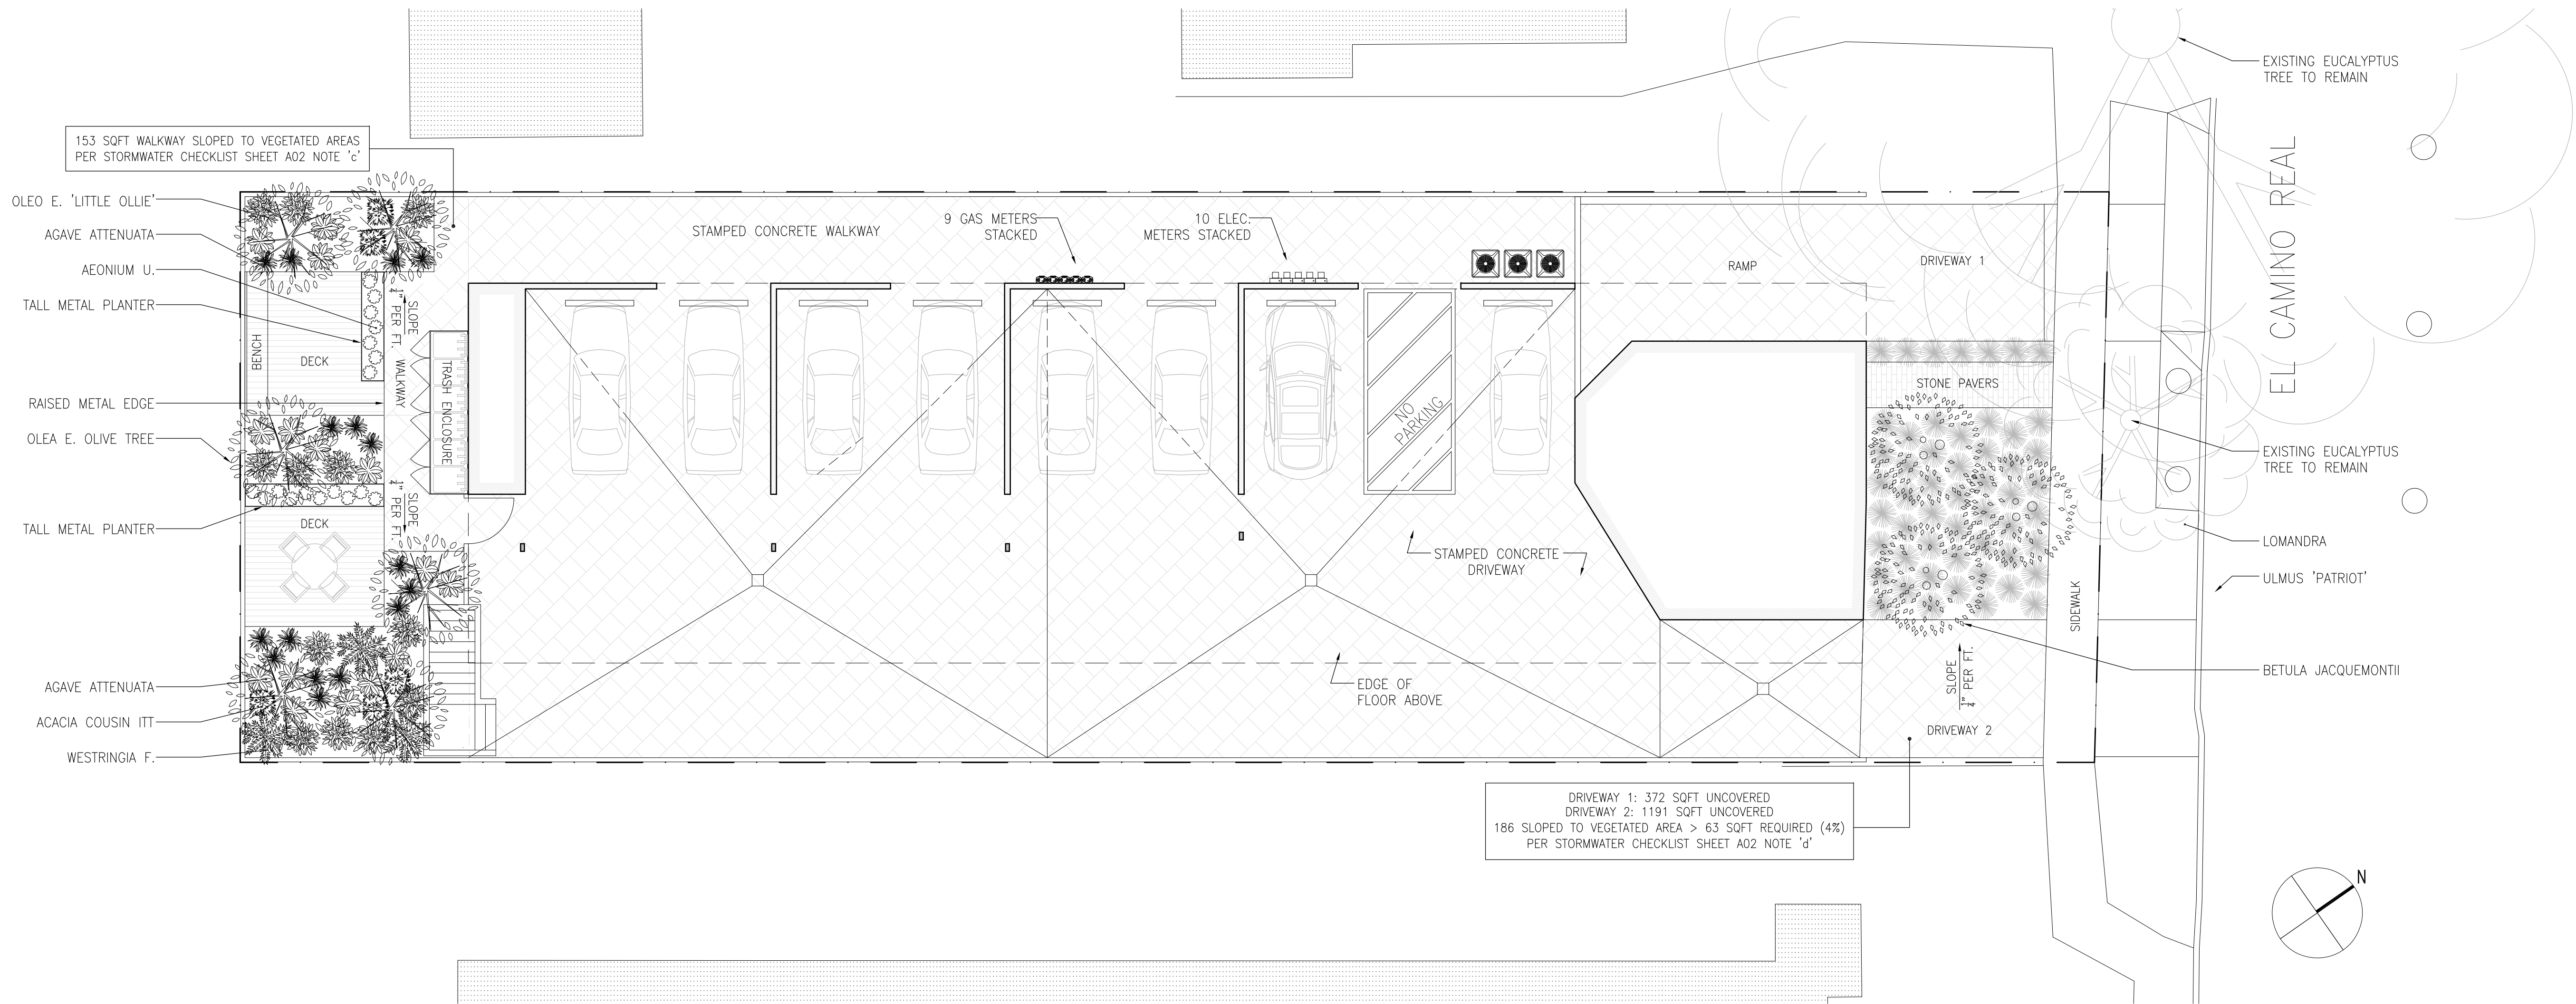 EXISTING EUCALYPTUS
TREE TO REMAIN
153 SQFT WALKWAY SLOPED TO VEGETATED AREAS
PER STORMWATER CHECKLIST SHEET A02 NOTE 'c'
OLEO E. 'LITTLE OLLIE'
AGAVE ATTENUATA
AEONIUM U.
TALL METAL PLANTER
RAISED METAL EDGE
OLEA E. OLIVE TREE
TALL METAL PLANTER
AGAVE ATTENUATA
ACACIA COUSIN ITT
WESTRINGIA F.
BENCH
DECK
DECK
SLOPE
1/4" PER FT.
WALKWAY
SLOPE
1/4" PER FT.
TRASH ENCLOSURE
STAMPED CONCRETE WALKWAY
9 GAS METERS
STACKED
10 ELEC.
METERS STACKED
NO
PARKING
RAMP
DRIVEWAY 1
STONE PAVERS
STAMPED CONCRETE
DRIVEWAY
EDGE OF
FLOOR ABOVE
SLOPE
1/4" PER FT.
DRIVEWAY 2
SIDEWALK
EL CAMINO REAL
EXISTING EUCALYPTUS
TREE TO REMAIN
LOMANDRA
ULMUS 'PATRIOT'
BETULA JACQUEMONTII
DRIVEWAY 1: 372 SQFT UNCOVERED
DRIVEWAY 2: 1191 SQFT UNCOVERED
186 SLOPED TO VEGETATED AREA > 63 SQFT REQUIRED (4%)
PER STORMWATER CHECKLIST SHEET A02 NOTE 'd'
N